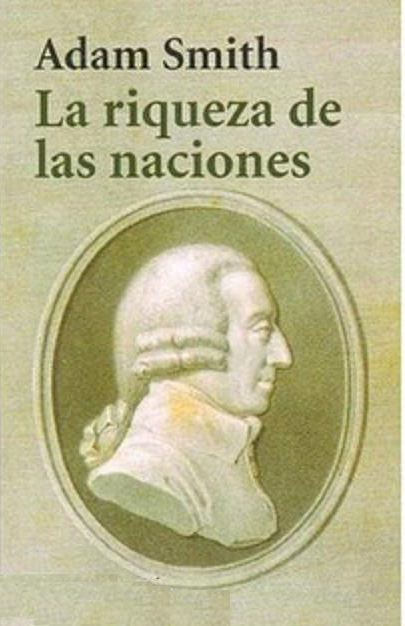 Adam Smith
La riqueza de
las naciones